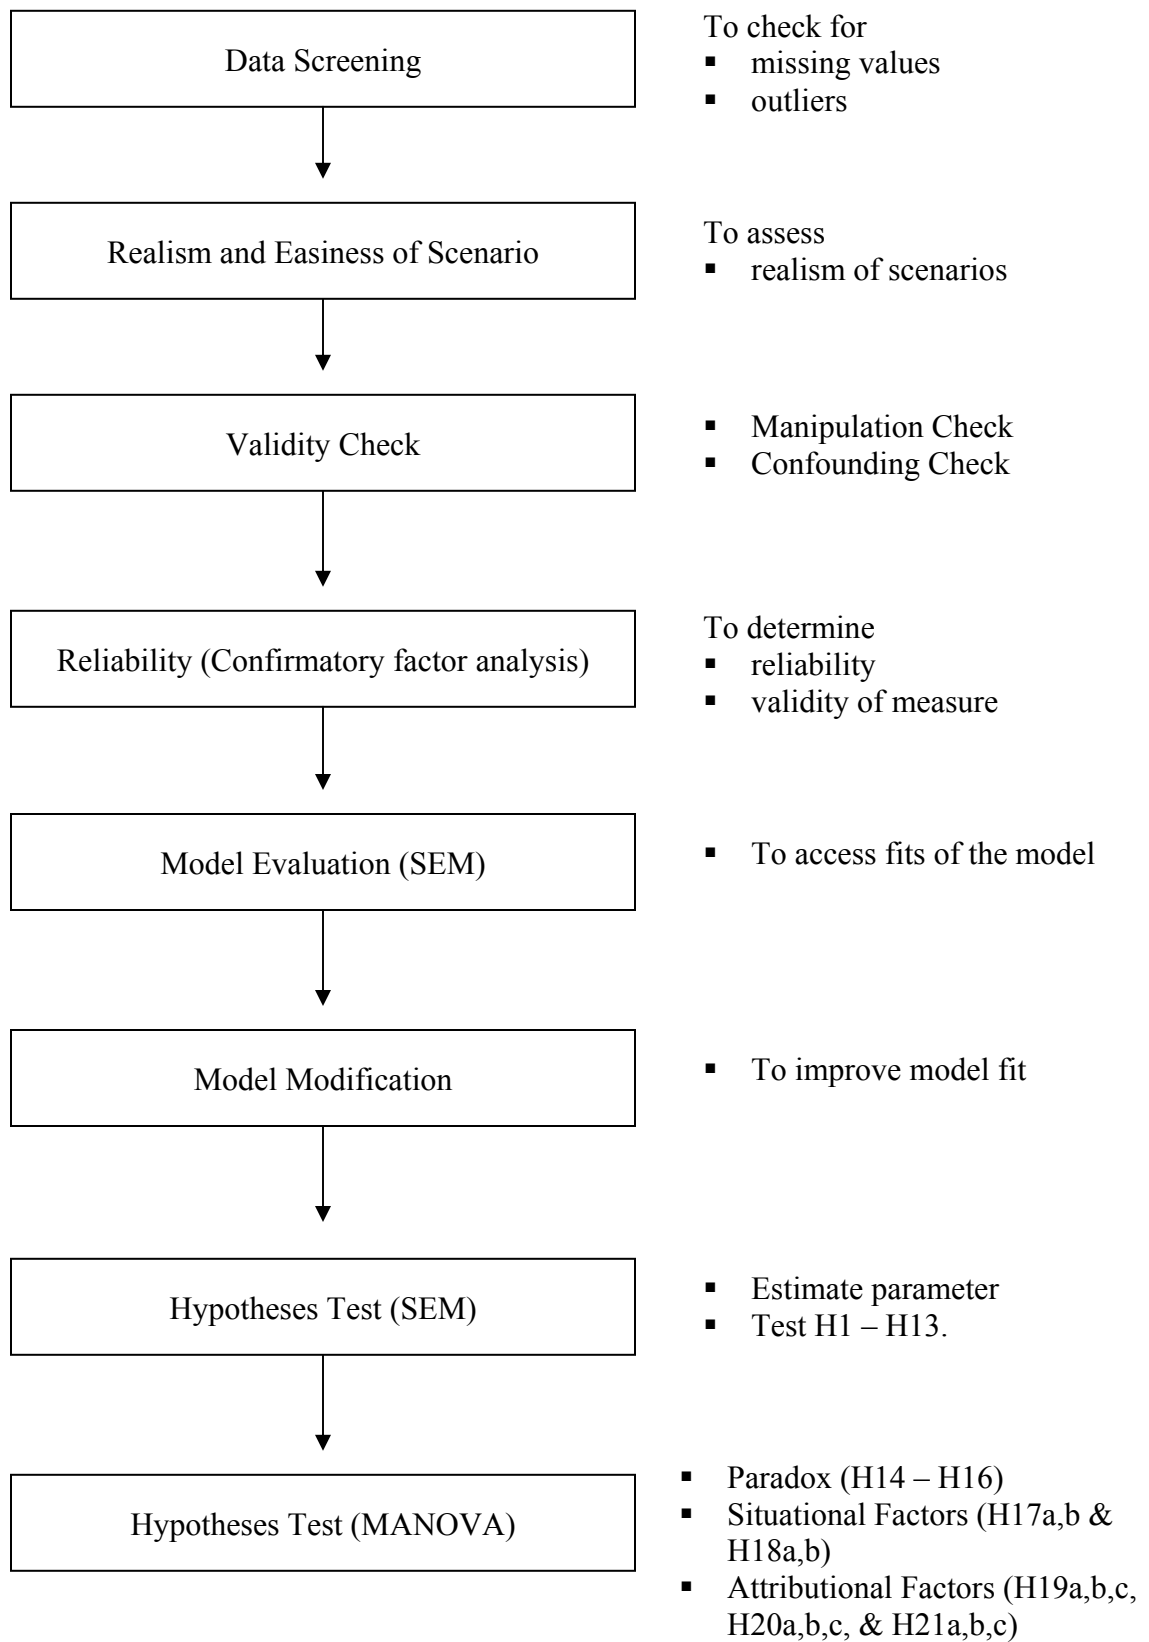 Data Screening
To check for
▪ missing values
▪ outliers
Realism and Easiness of Scenario
To assess
▪ realism of scenarios
Validity Check
▪ Manipulation Check
▪ Confounding Check
Reliability (Confirmatory factor analysis)
To determine
▪ reliability
▪ validity of measure
Model Evaluation (SEM)
▪ To access fits of the model
Model Modification
▪ To improve model fit
Hypotheses Test (SEM)
▪ Estimate parameter
▪ Test H1 – H13.
Hypotheses Test (MANOVA)
▪ Paradox (H14 – H16)
▪ Situational Factors (H17a,b &
H18a,b)
▪ Attributional Factors (H19a,b,c,
H20a,b,c, & H21a,b,c)